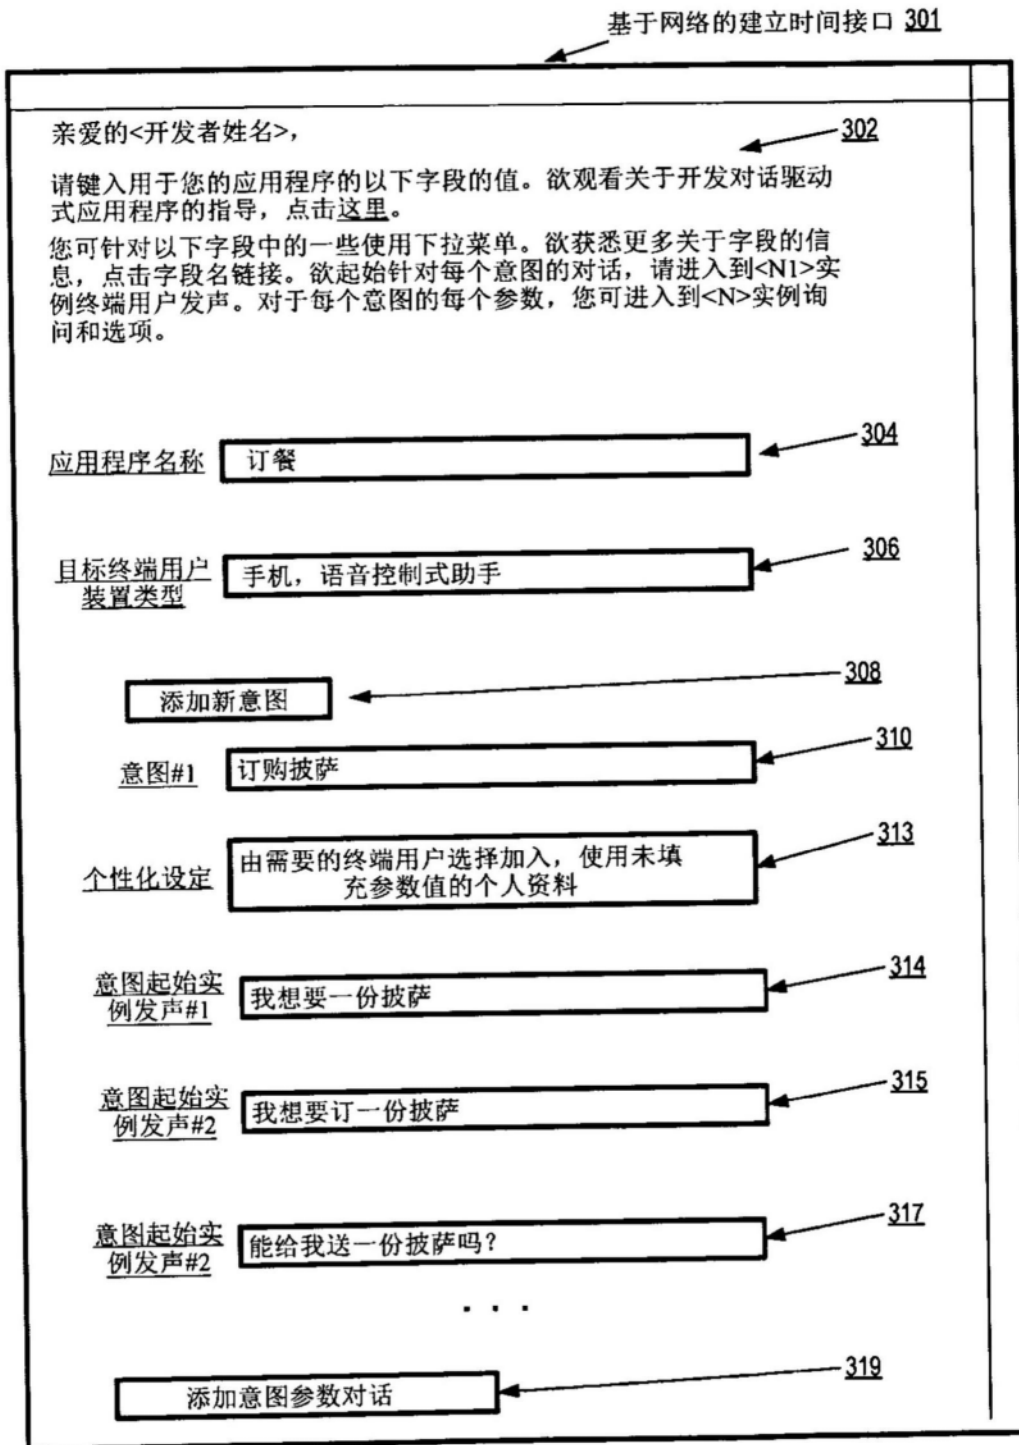 基于网络的建立时间接口 301
亲爱的<开发者姓名>，
302
请键入用于您的应用程序的以下字段的值。欲观看关于开发对话驱动
式应用程序的指导，点击这里。
您可针对以下字段中的一些使用下拉菜单。欲获悉更多关于字段的信
息，点击字段名链接。欲起始针对每个意图的对话，请进入到<N1>实
例终端用户发声。对于每个意图的每个参数，您可进入到<N>实例询
问和选项。
应用程序名称 订餐 304
目标终端用户
装置类型
手机，语音控制式助手 306
添加新意图 308
意图#1 订购披萨 310
个性化设定
由需要的终端用户选择加入，使用未填
充参数值的个人资料
313
意图起始实
例发声#1
我想要一份披萨 314
意图起始实
例发声#2
我想要订一份披萨 315
意图起始实
例发声#2
能给我送一份披萨吗？ 317
. . .
添加意图参数对话 319